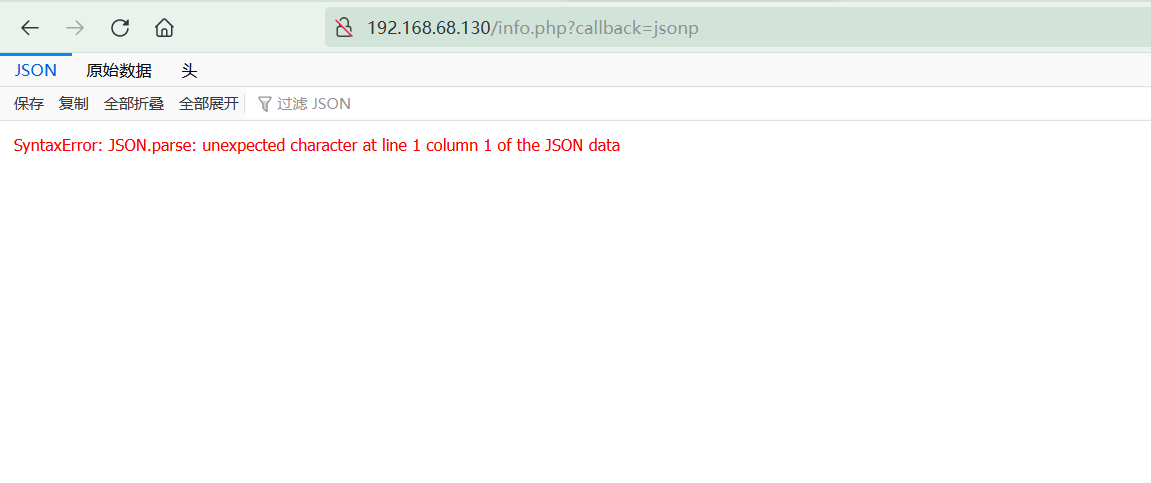 192.168.68.130/info.php?callback=jsonp
JSON 原始数据 头
保存 复制 全部折叠 全部展开 过滤 JSON
SyntaxError: JSON.parse: unexpected character at line 1 column 1 of the JSON data